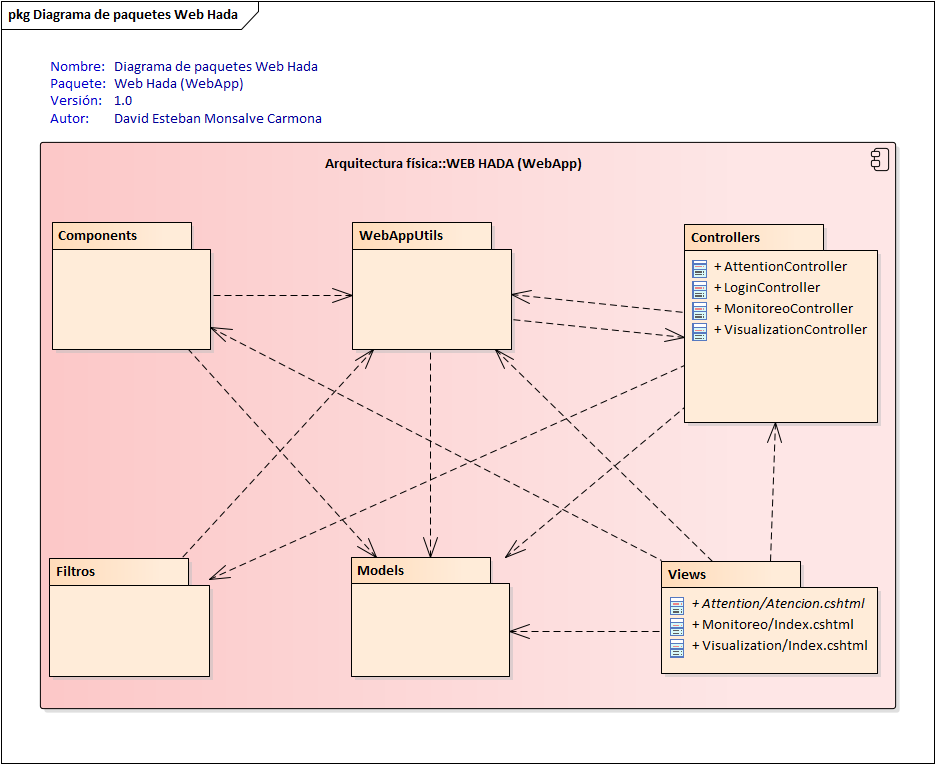 pkg Diagrama de paquetes Web Hada
Nombre: Diagrama de paquetes Web Hada
Paquete: Web Hada (WebApp)
Versión: 1.0
Autor: David Esteban Monsalve Carmona
Arquitectura física::WEB HADA (WebApp)
Components
WebAppUtils
Controllers
+ AttentionController
+ LoginController
+ MonitoreoController
+ VisualizationController
Filtros
Models
Views
+ Attention/Atencion.cshtml
+ Monitoreo/Index.cshtml
+ Visualization/Index.cshtml